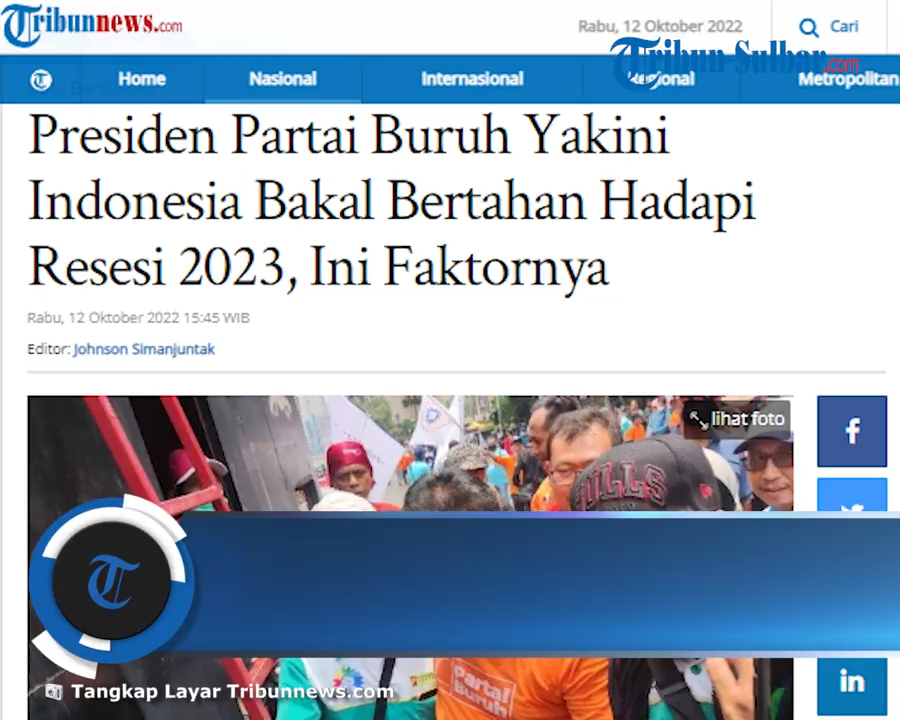 Tribunnews.com
Rabu, 12 Oktober 2022
Cari
Tribun-Sulbar.com
Home
Nasional
Internasional
Regional
Metropolitan
Presiden Partai Buruh Yakini
Indonesia Bakal Bertahan Hadapi
Resesi 2023, Ini Faktornya
Rabu, 12 Oktober 2022 15:45 WIB
Editor: Johnson Simanjuntak
lihat foto
BULLS
f
T
T
Partai
Buruh
in
Tangkap Layar Tribunnews.com